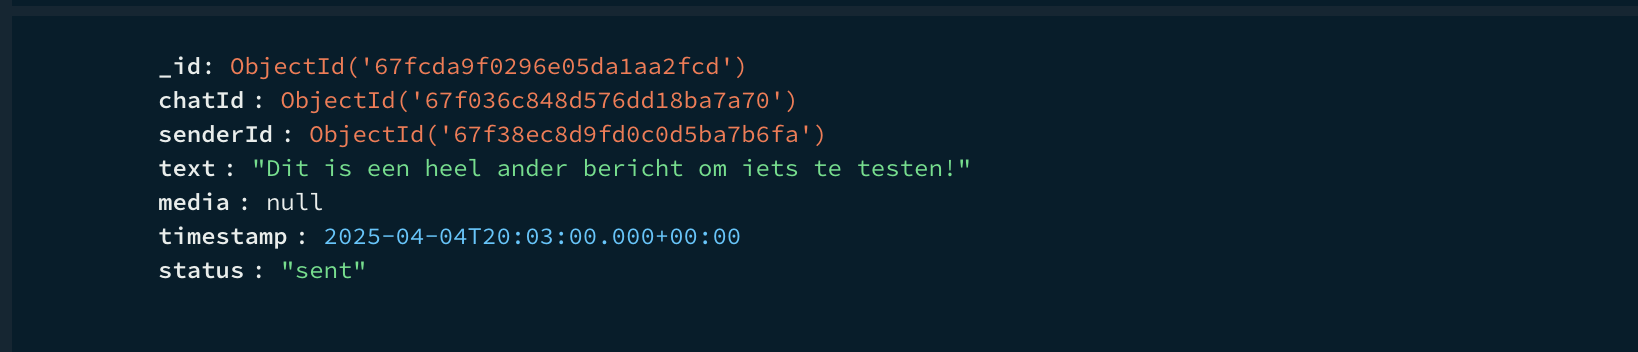 _id: ObjectId('67fcda9f0296e05da1aa2fcd')
chatId : ObjectId('67f036c848d576dd18ba7a70')
senderId : ObjectId('67f38ec8d9fd0c0d5ba7b6fa')
text : "Dit is een heel ander bericht om iets te testen!"
media : null
timestamp : 2025-04-04T20:03:00.000+00:00
status : "sent"